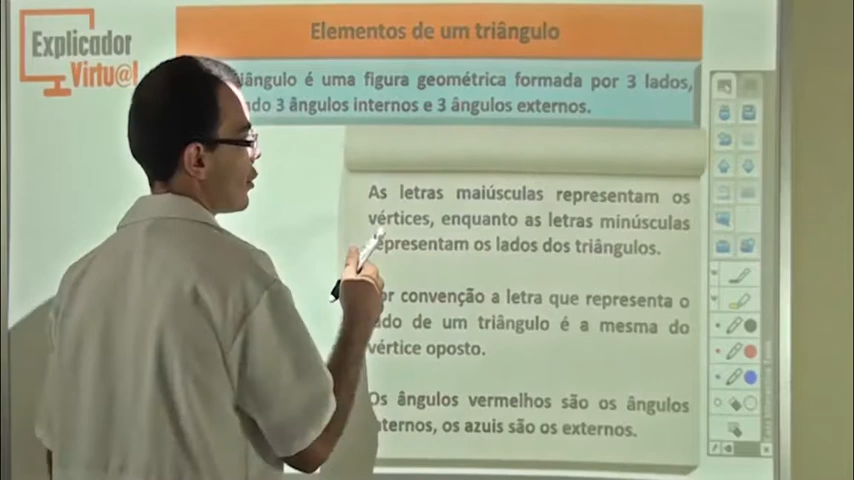 Explicador
Virtu@l
Elementos de um triângulo
triângulo é uma figura geométrica formada por 3 lados,
3 ângulos internos e 3 ângulos externos.
As letras maiúsculas representam os
vértices, enquanto as letras minúsculas
representam os lados dos triângulos.
convenção a letra que representa o
de um triângulo é a mesma do
vértice oposto.
Os ângulos vermelhos são os ângulos
internos, os azuis são os externos.